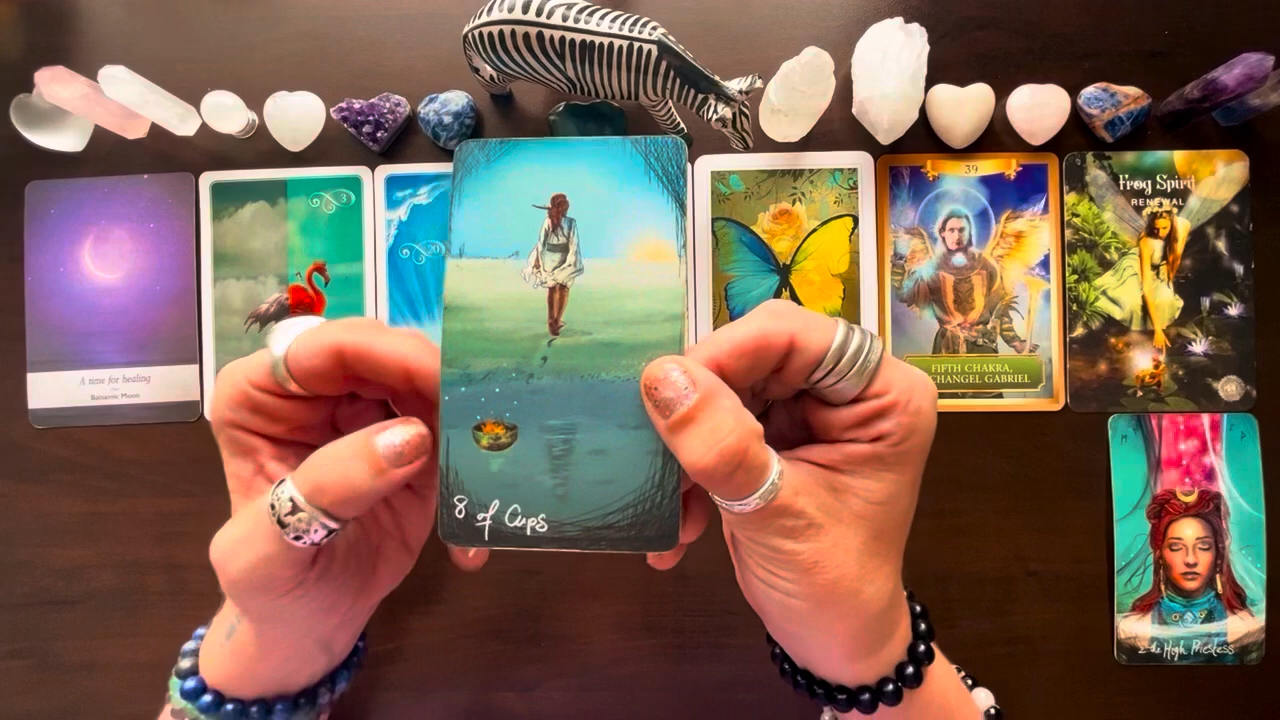 A time for healing
Balsamic Moon
3
20
8 of Cups
39
FIFTH CHAKRA,
CHANGEL GABRIEL
Frog Spirit
RENEWAL
2 - the High Priestess